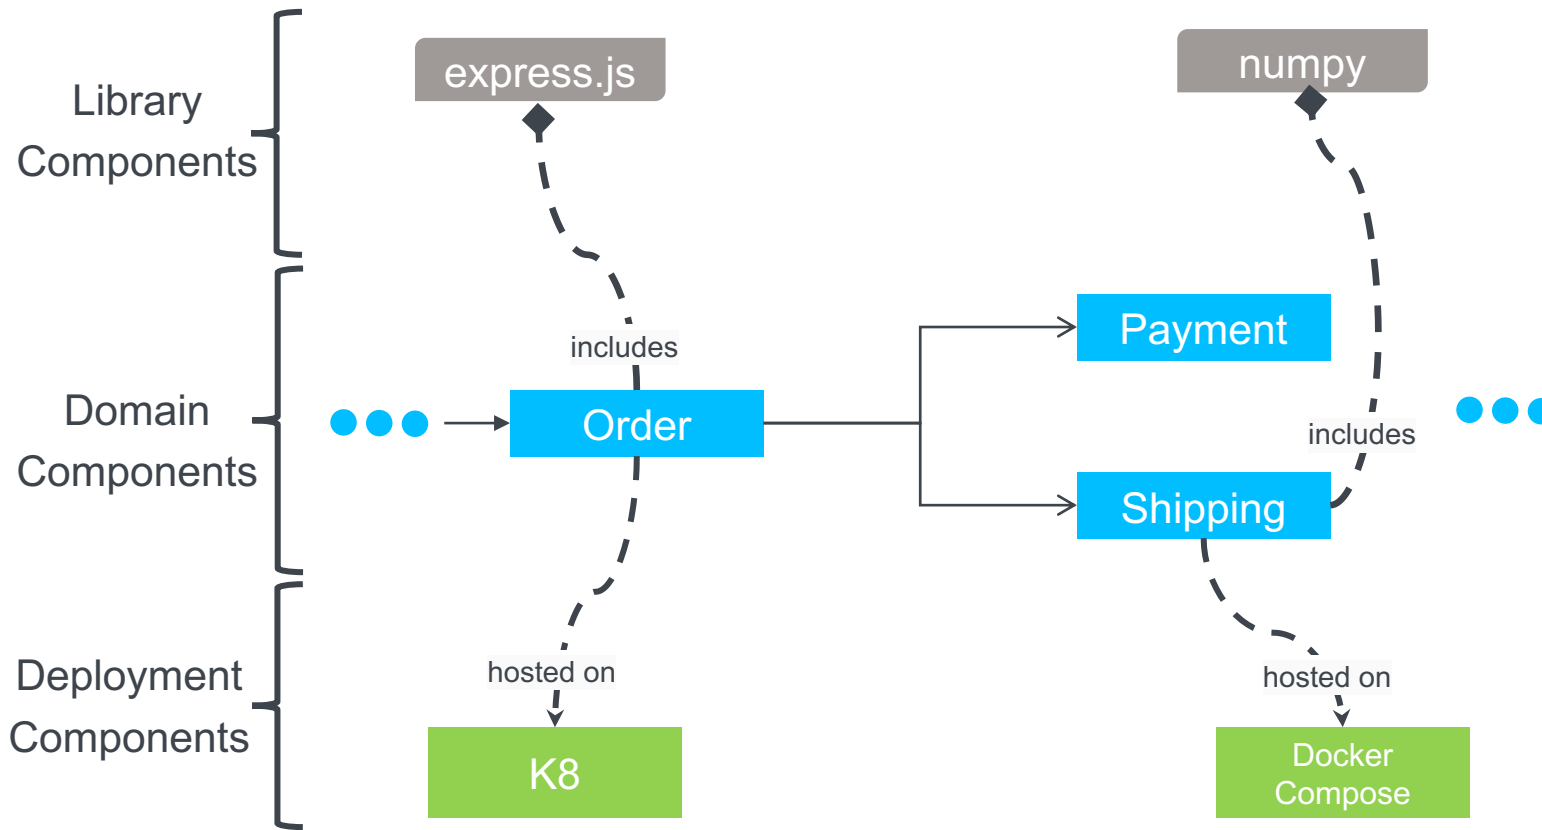 Library
Components
express.js
numpy
includes
Domain
Components
Order
Payment
includes
Shipping
Deployment
Components
hosted on
hosted on
K8
Docker
Compose